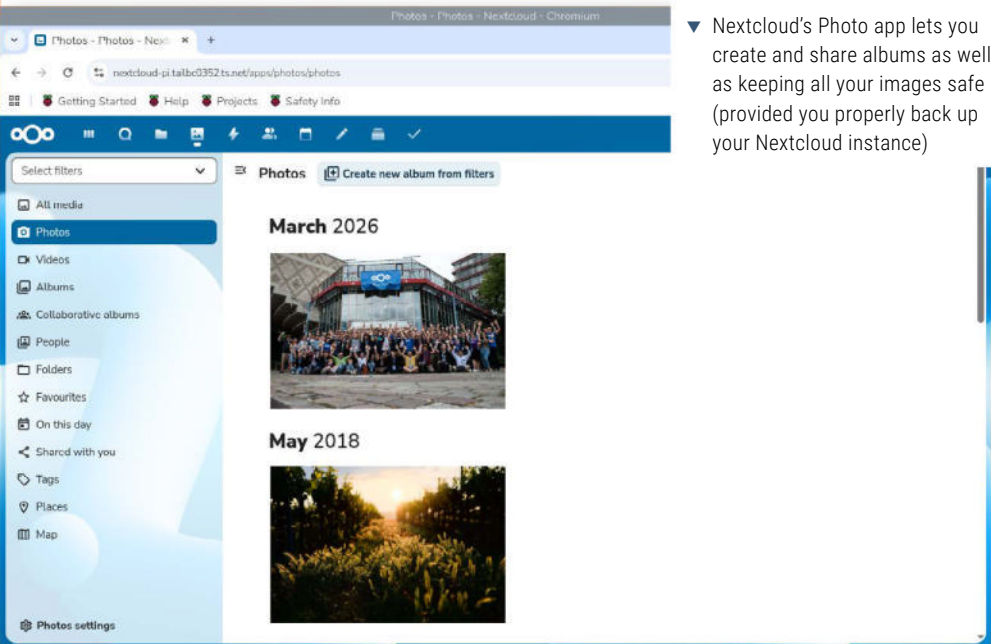 Photos - Photos - Nextcloud - Chromium
Photos - Photos - Nex
nextcloud-pi.tailbc0352.ts.net/apps/photos/photos
Getting Started Help Projects Safety Info
Select filters
Photos Create new album from filters
All media
Photos
Videos
Albums
Collaborative albums
People
Folders
Favourites
On this day
Shared with you
Tags
Places
Map
Photos settings
March 2026
May 2018
Nextcloud’s Photo app lets you
create and share albums as well
as keeping all your images safe
(provided you properly back up
your Nextcloud instance)